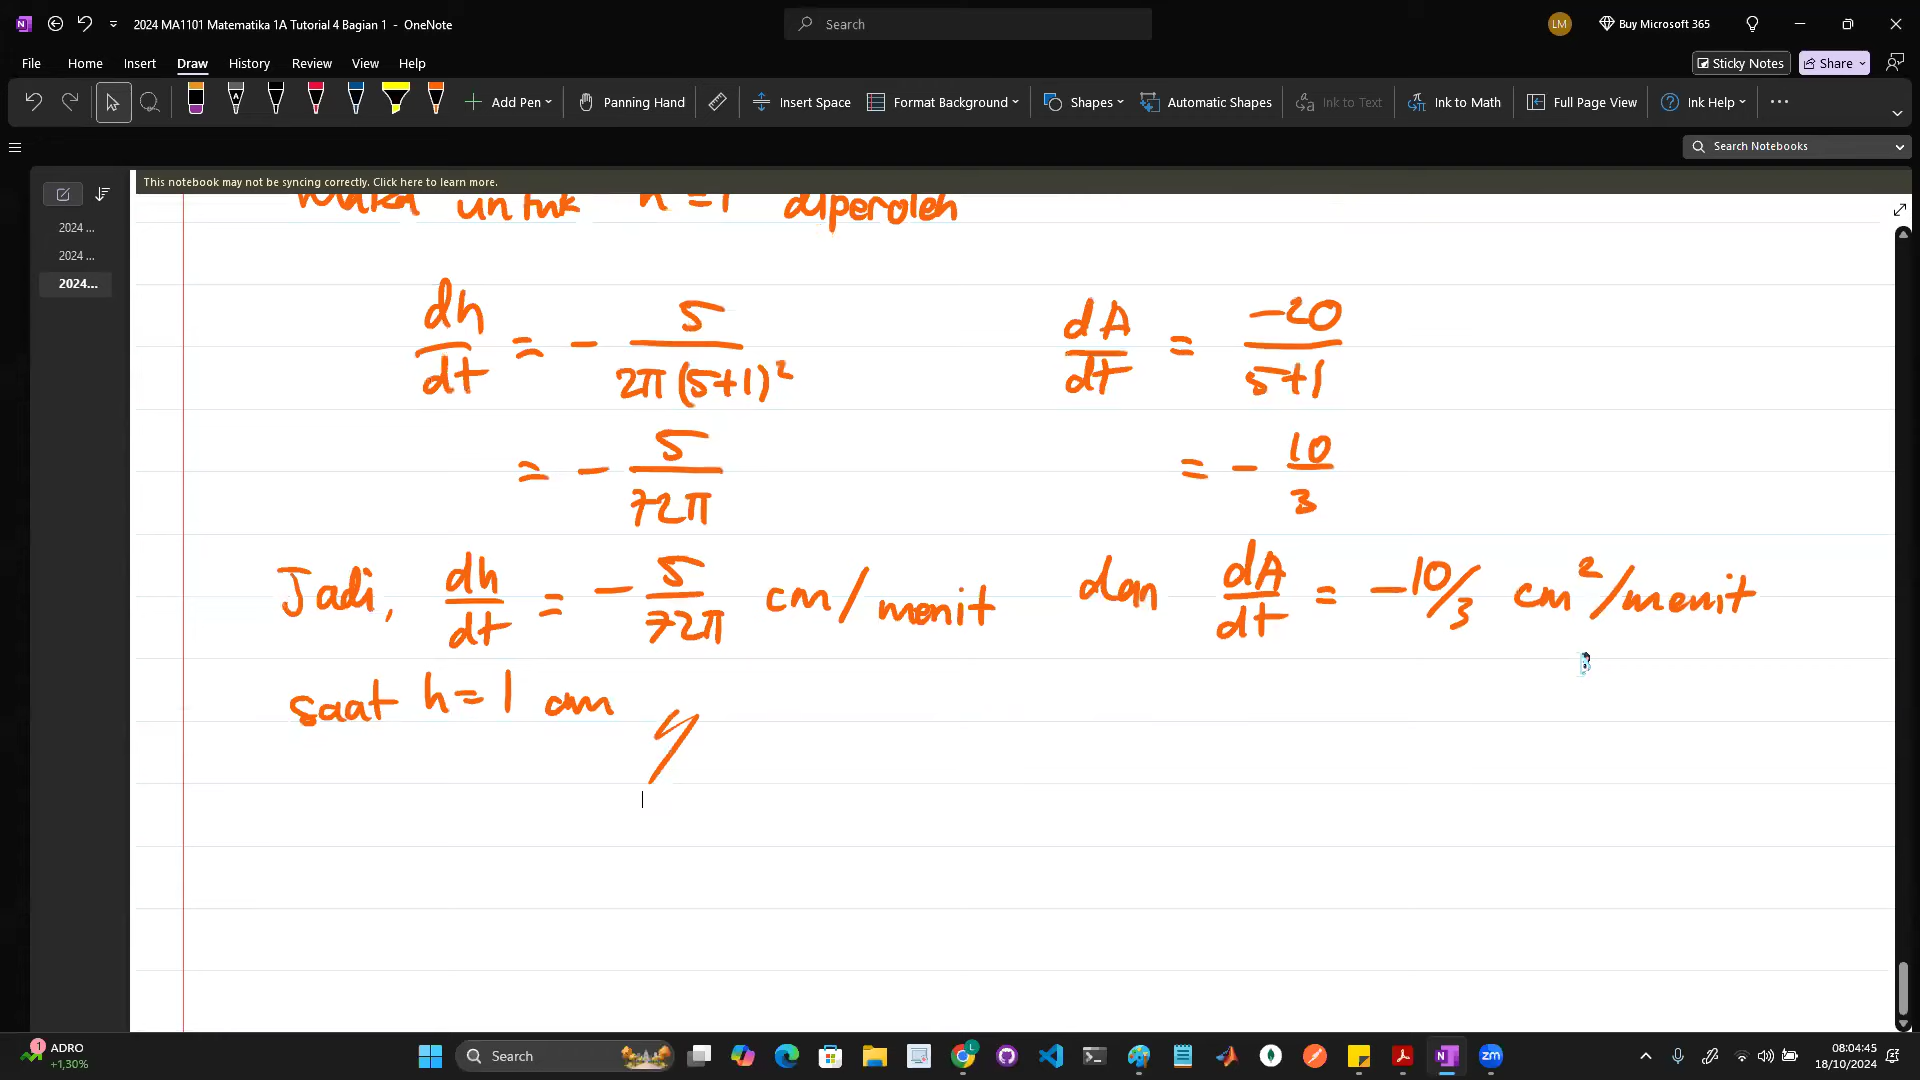 2024 MA1101 Matematika 1A Tutorial 4 Bagian 1 - OneNote
Search
LM
Buy Microsoft 365
File Home Insert Draw History Review View Help
Sticky Notes
Share
Add Pen
Panning Hand
Insert Space
Format Background
Shapes
Automatic Shapes
Ink to Text
Ink to Math
Full Page View
Ink Help
Search Notebooks
This notebook may not be syncing correctly. Click here to learn more.
2024 ...
2024 ...
2024...
Maka untuk h = 1 diperoleh
dh/dt = - 5/2π(5+1)²
dA/dt = -20/5+1
= - 5/72π
= - 10/3
Jadi, dh/dt = - 5/72π cm/menit dan dA/dt = -10/3 cm²/menit
saat h = 1 cm
1
ADRO
+1,30%
Search
zm
08:04:45
18/10/2024